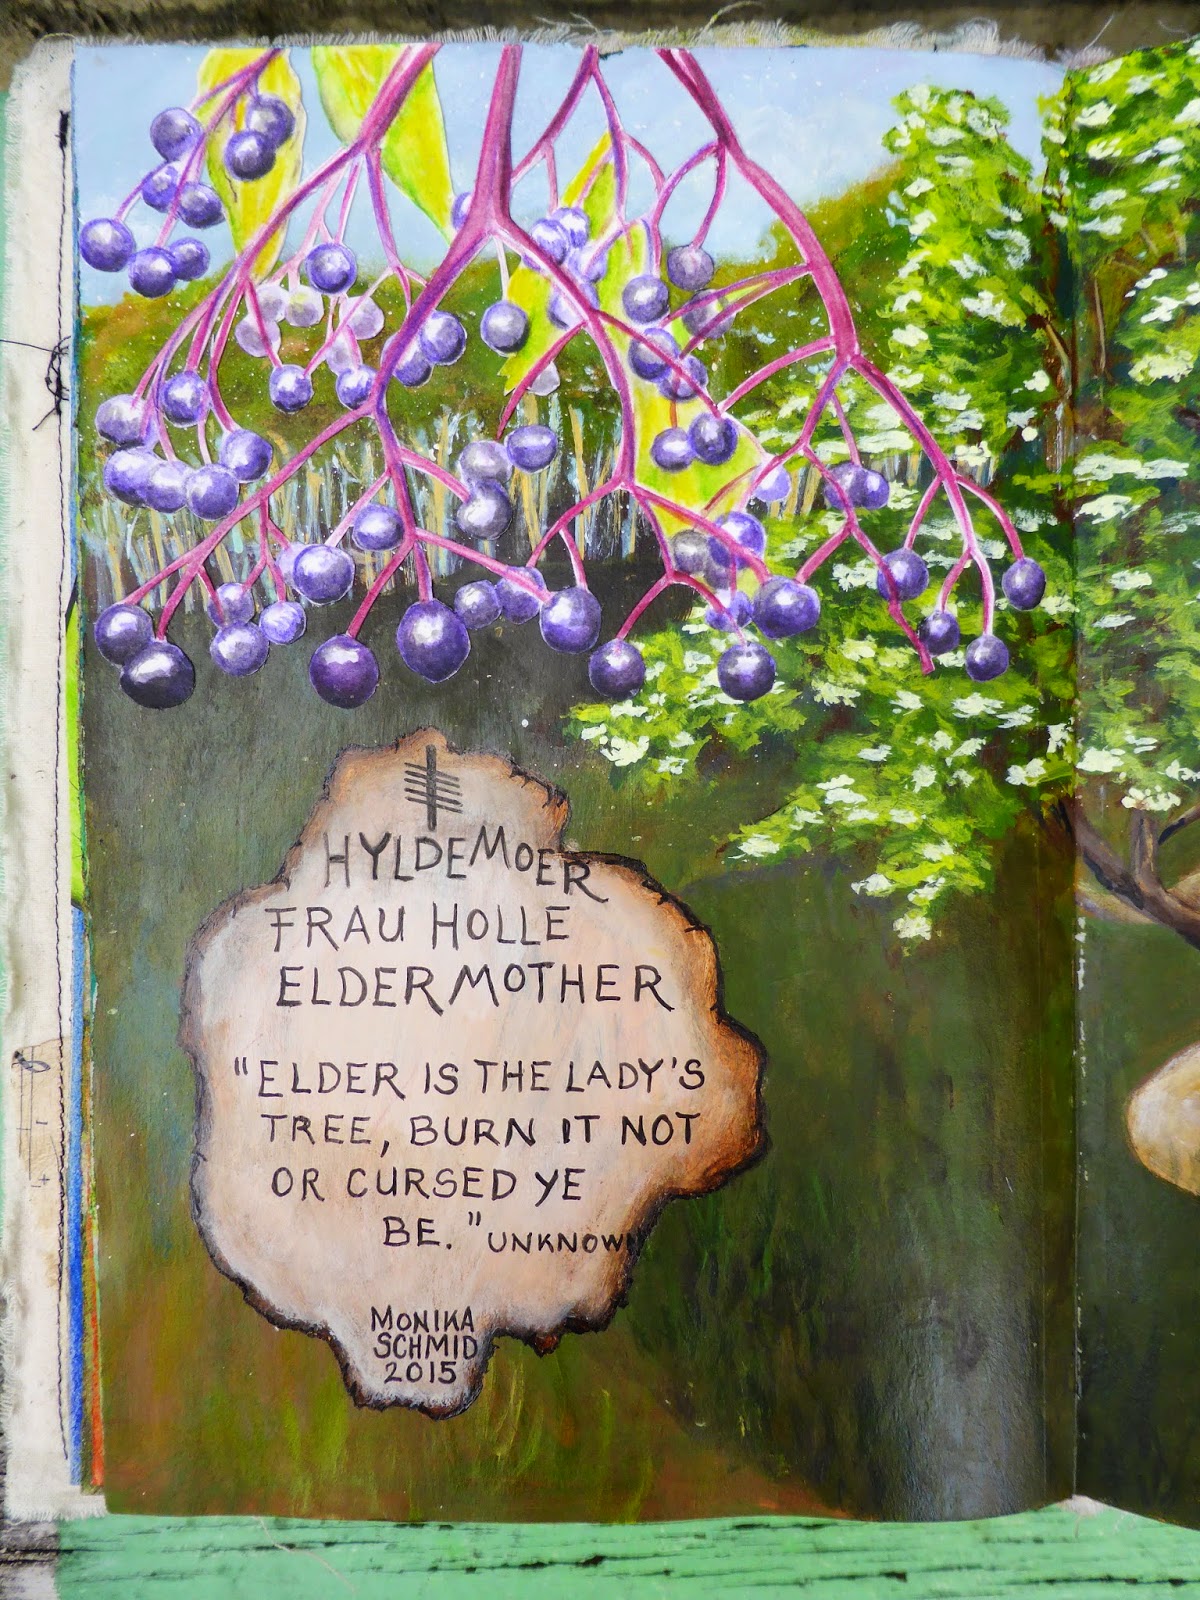 HYLDEMOER
FRAU HOLLE
ELDERMOTHER
"ELDER IS THE LADY'S
TREE, BURN IT NOT
OR CURSED YE
BE." UNKNOWN
MONIKA
SCHMID
2015